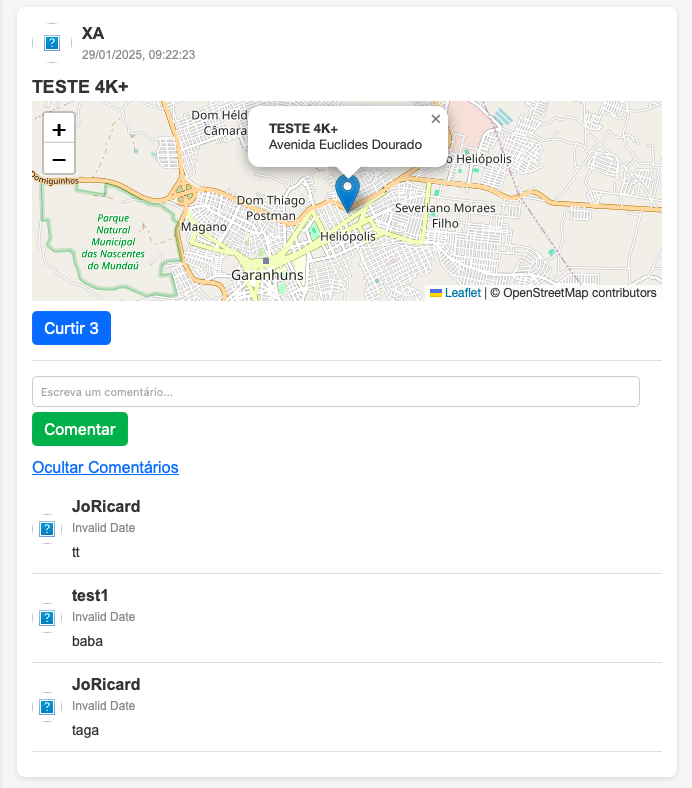 XA
29/01/2025, 09:22:23
TESTE 4K+
+
−
TESTE 4K+
Avenida Euclides Dourado
×
Dom Héld
Câmara
o Heliópolis
Domiguinhos
Dom Thiago
Postman
Severiano Moraes
Filho
Magano
Heliópolis
Parque
Natural
Municipal
das Nascentes
do Mundaú
Garanhuns
Leaflet | © OpenStreetMap contributors
Curtir 3
Escreva um comentário...
Comentar
Ocultar Comentários
JoRicard
Invalid Date
tt
test1
Invalid Date
baba
JoRicard
Invalid Date
taga